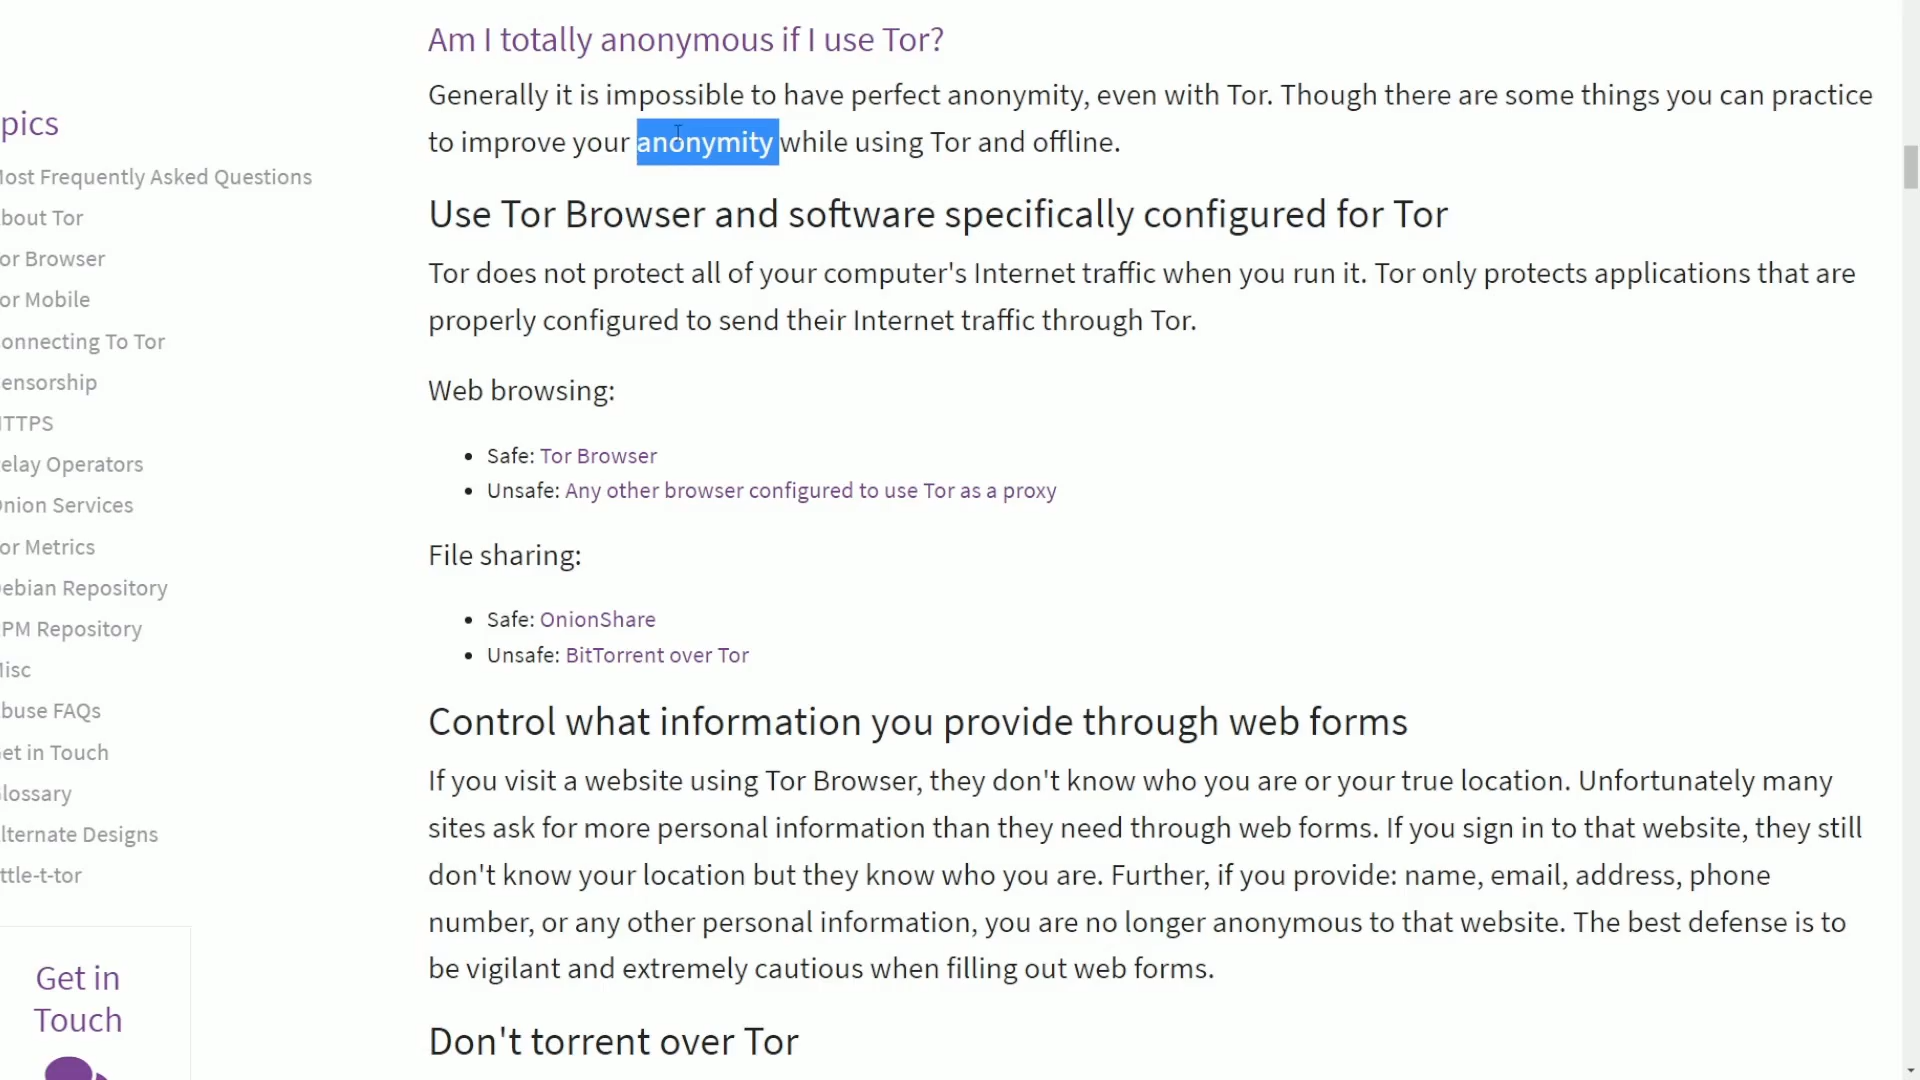 Am I totally anonymous if I use Tor?
Generally it is impossible to have perfect anonymity, even with Tor. Though there are some things you can practice
to improve your anonymity while using Tor and offline.
Use Tor Browser and software specifically configured for Tor
Tor does not protect all of your computer's Internet traffic when you run it. Tor only protects applications that are
properly configured to send their Internet traffic through Tor.
Web browsing:
• Safe: Tor Browser
• Unsafe: Any other browser configured to use Tor as a proxy
File sharing:
• Safe: OnionShare
• Unsafe: BitTorrent over Tor
Control what information you provide through web forms
If you visit a website using Tor Browser, they don't know who you are or your true location. Unfortunately many
sites ask for more personal information than they need through web forms. If you sign in to that website, they still
don't know your location but they know who you are. Further, if you provide: name, email, address, phone
number, or any other personal information, you are no longer anonymous to that website. The best defense is to
be vigilant and extremely cautious when filling out web forms.
Don't torrent over Tor
pics
ost Frequently Asked Questions
bout Tor
or Browser
or Mobile
onnecting To Tor
ensorship
TTPS
elay Operators
nion Services
or Metrics
ebian Repository
PM Repository
isc
buse FAQs
et in Touch
lossary
lternate Designs
ttle-t-tor
Get in
Touch